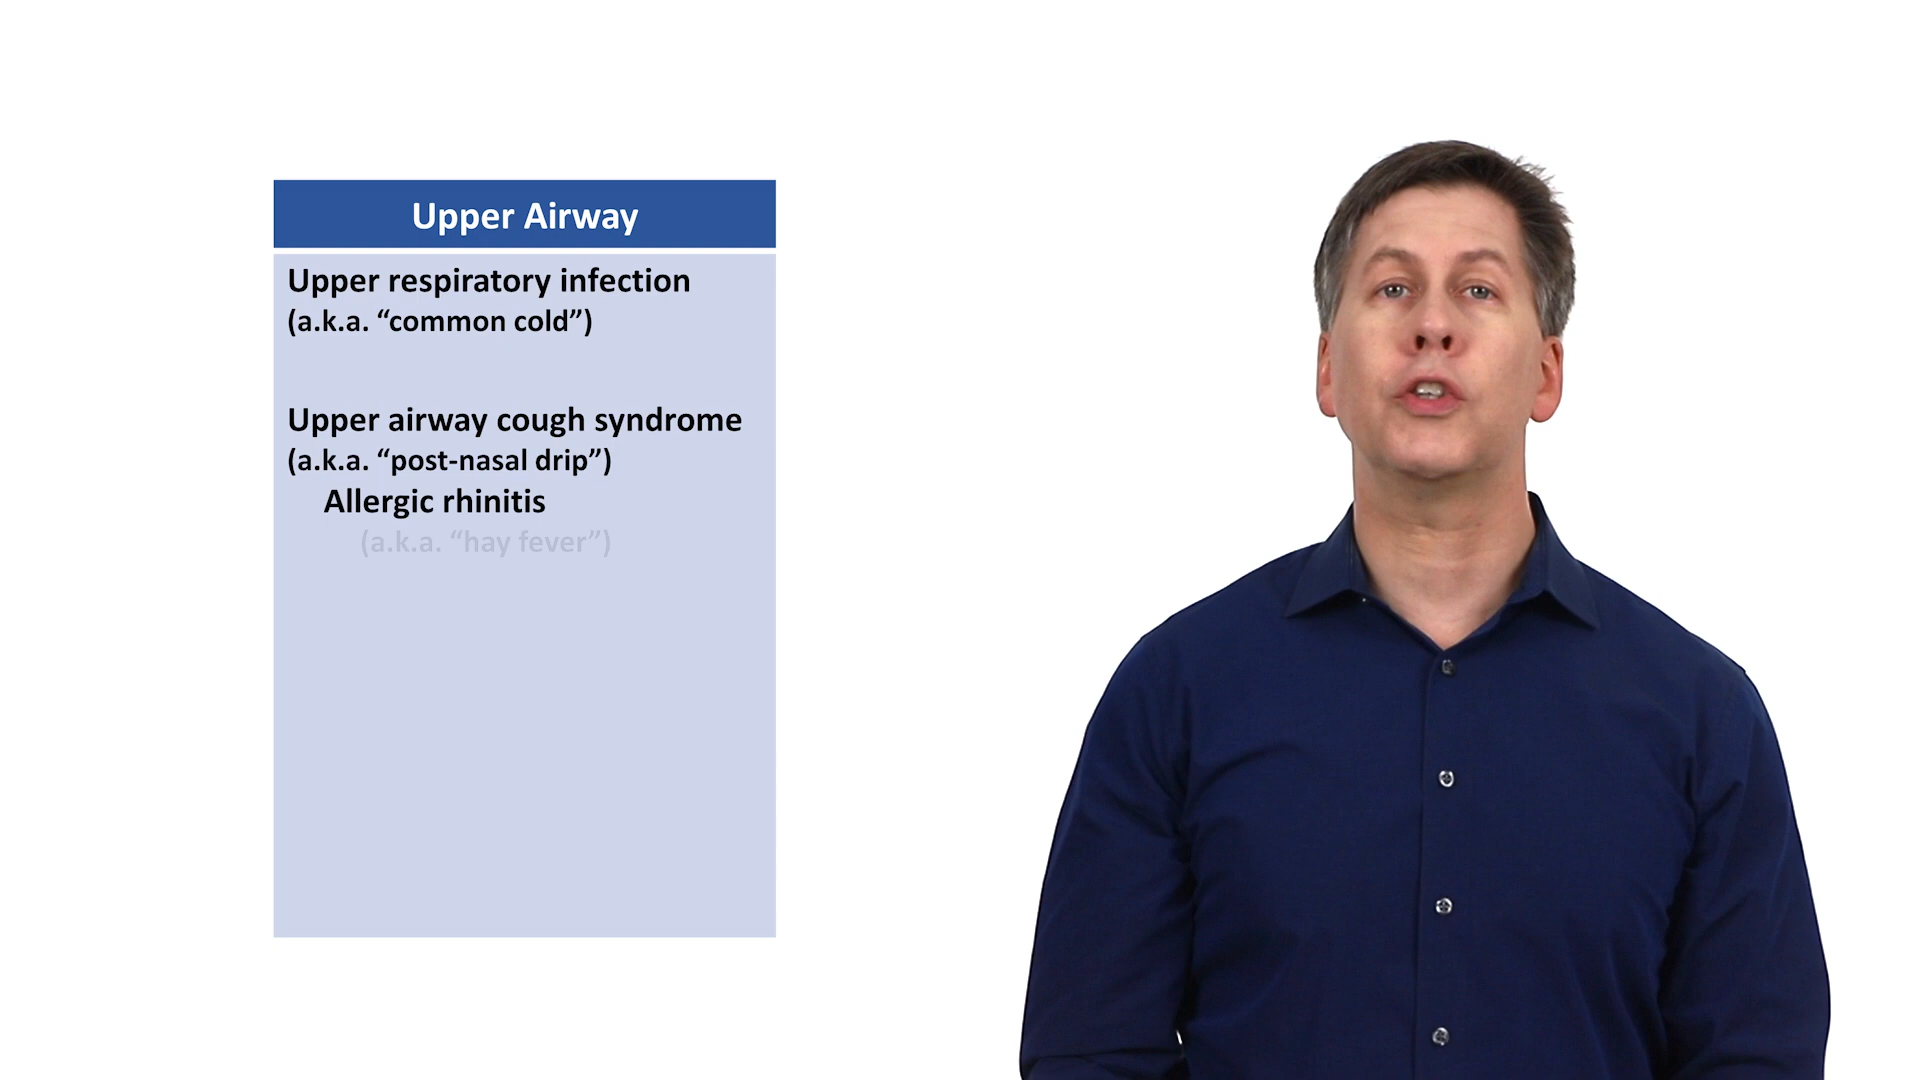 Upper Airway
Upper respiratory infection
(a.k.a. “common cold”)
Upper airway cough syndrome
(a.k.a. “post-nasal drip”)
Allergic rhinitis
(a.k.a. “hay fever”)